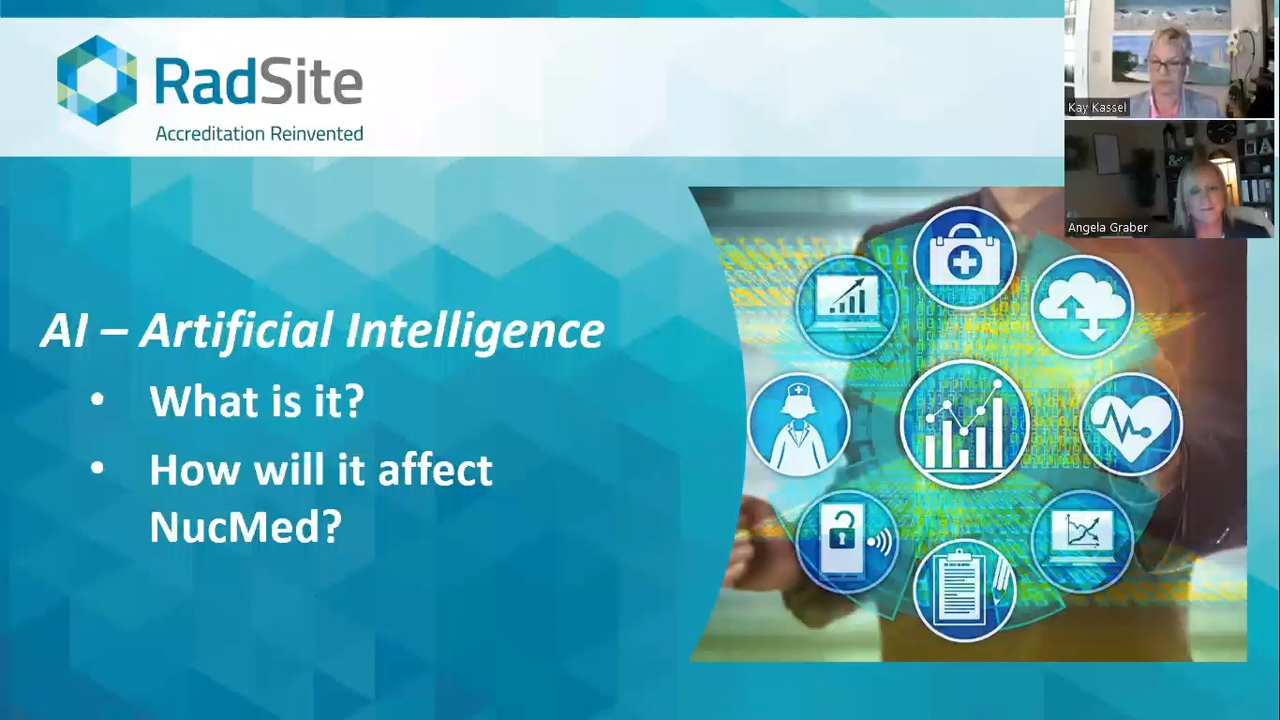 RadSite
Accreditation Reinvented
Kay Kassel
Angela Graber
AI – Artificial Intelligence
• What is it?
• How will it affect
NucMed?